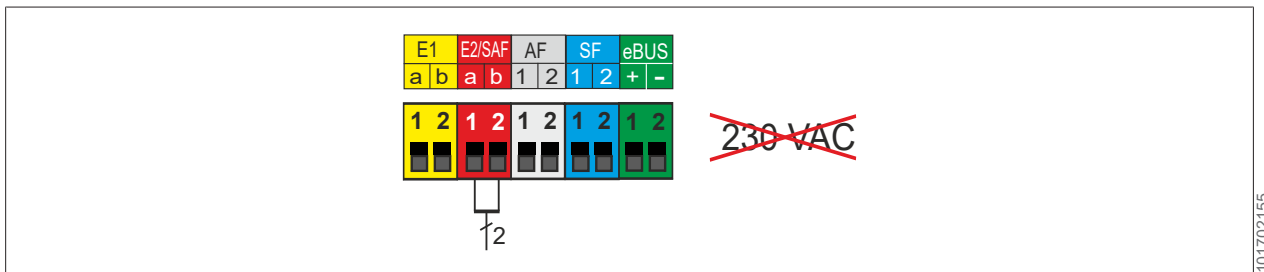 E1 E2/SAF AF SF eBUS
a b a b 1 2 1 2 + -
1 2 1 2 1 2 1 2 1 2
230 VAC
2
101702155